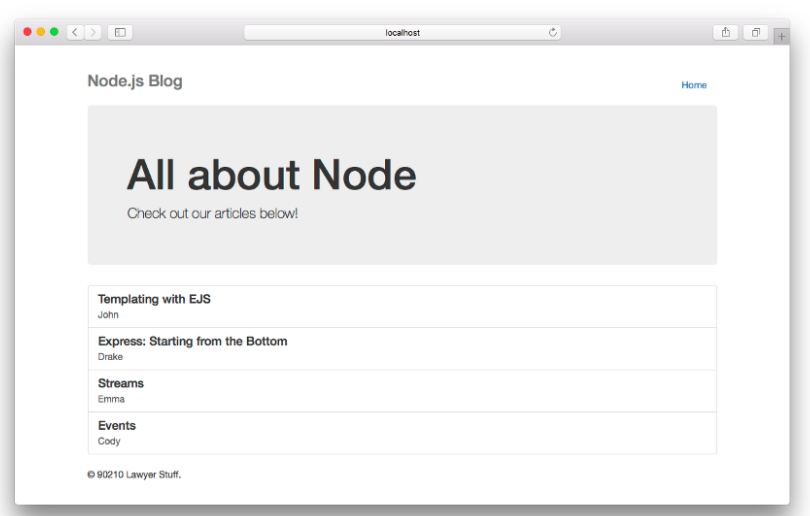 localhost
Node.js Blog
Home
All about Node
Check out our articles below!
Templating with EJS
John
Express: Starting from the Bottom
Drake
Streams
Emma
Events
Cody
© 90210 Lawyer Stuff.